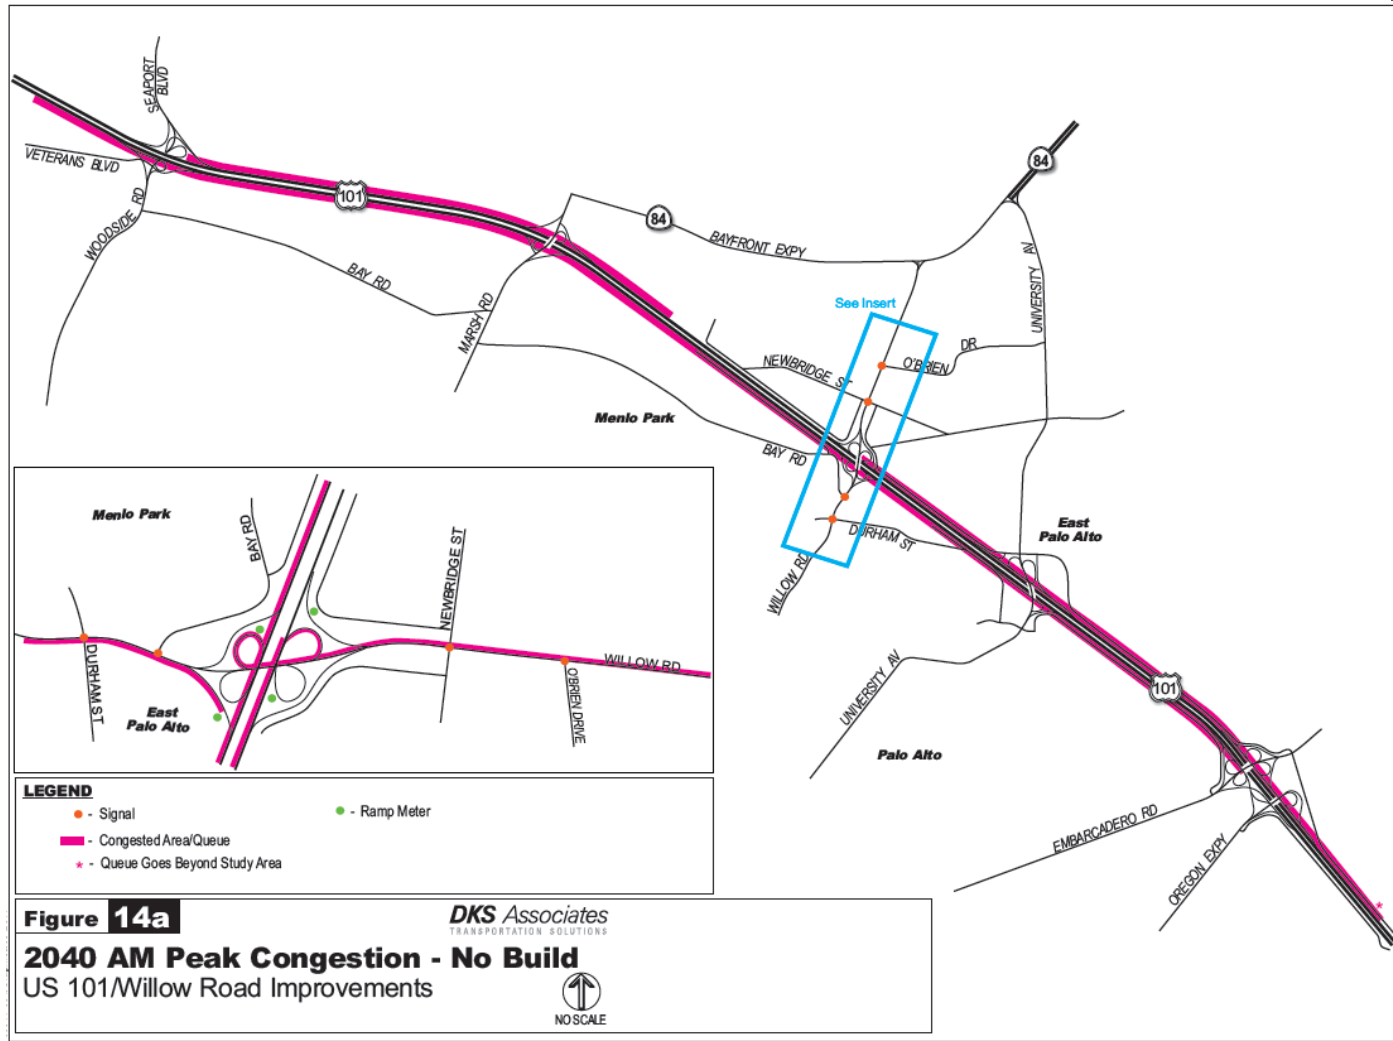 SEAPORT
BLVD
VETERANS BLVD
WOODSIDE RD
101
BAY RD
MARSH RD
84
BAYFRONT EXPY
84
UNIVERSITY AV
See Insert
NEWBRIDGE ST
O'BRIEN
DR
Menlo Park
BAY RD
DURHAM ST
WILLOW RD
East
Palo Alto
UNIVERSITY AV
101
Palo Alto
EMBARCADERO RD
OREGON EXPY
*
Menlo Park
BAY RD
NEWBRIDGE ST
WILLOW RD
DURHAM ST
East
Palo Alto
O'BRIEN DRIVE
LEGEND
- Signal
- Ramp Meter
- Congested Area/Queue
* - Queue Goes Beyond Study Area
Figure 14a
DKS Associates
TRANSPORTATION SOLUTIONS
2040 AM Peak Congestion - No Build
US 101/Willow Road Improvements
NO SCALE